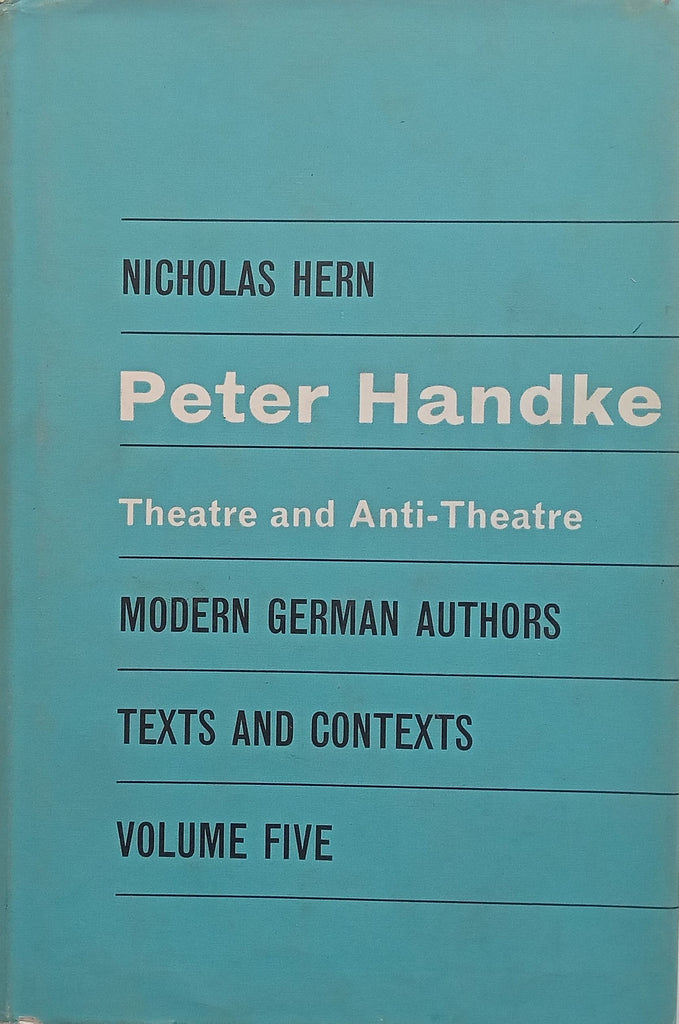 NICHOLAS HERN
Peter Handke
Theatre and Anti-Theatre
MODERN GERMAN AUTHORS
TEXTS AND CONTEXTS
VOLUME FIVE